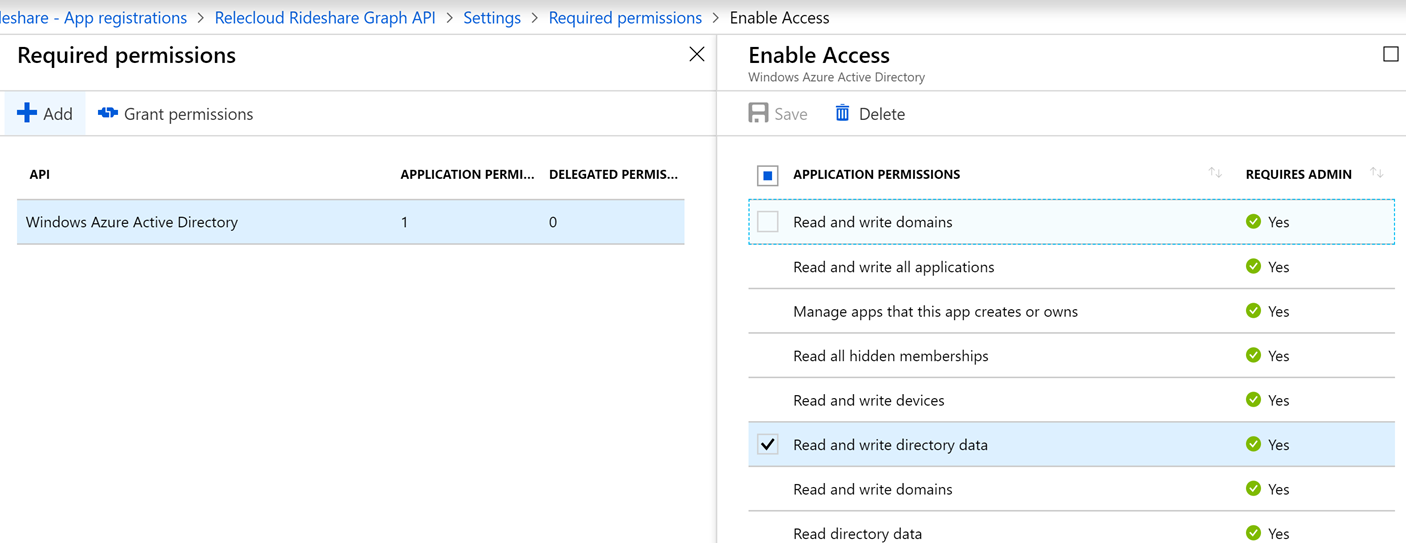 leshare - App registrations > Relecloud Rideshare Graph API > Settings > Required permissions > Enable Access
Required permissions
Add Grant permissions
API APPLICATION PERMI... DELEGATED PERMIS...
Windows Azure Active Directory 1 0
Enable Access
Windows Azure Active Directory
Save Delete
APPLICATION PERMISSIONS REQUIRES ADMIN
Read and write domains Yes
Read and write all applications Yes
Manage apps that this app creates or owns Yes
Read all hidden memberships Yes
Read and write devices Yes
Read and write directory data Yes
Read and write domains Yes
Read directory data Yes